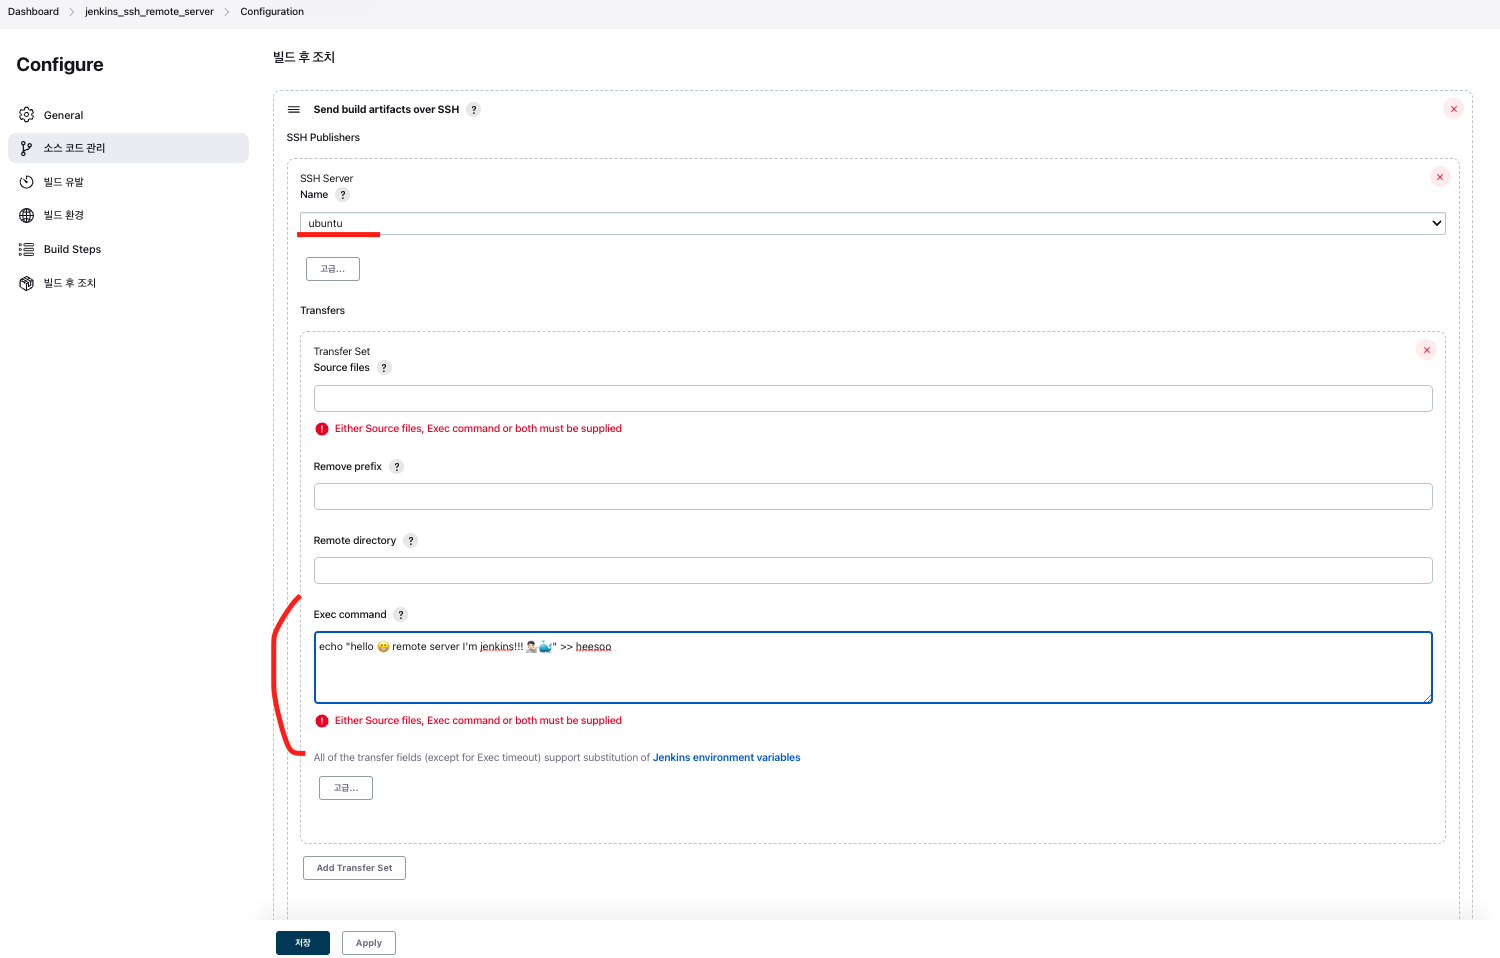 Dashboard > jenkins_ssh_remote_server > Configuration
Configure
General
소스 코드 관리
빌드 유발
빌드 환경
Build Steps
빌드 후 조치
빌드 후 조치
Send build artifacts over SSH ?
SSH Publishers
SSH Server
Name ?
ubuntu
고급...
Transfers
Transfer Set
Source files ?
Either Source files, Exec command or both must be supplied
Remove prefix ?
Remote directory ?
Exec command ?
echo "hello 😁 remote server I'm jenkins!!! 🤵🏻‍♂️🐳" >> heesoo
Either Source files, Exec command or both must be supplied
All of the transfer fields (except for Exec timeout) support substitution of Jenkins environment variables
고급...
Add Transfer Set
저장
Apply